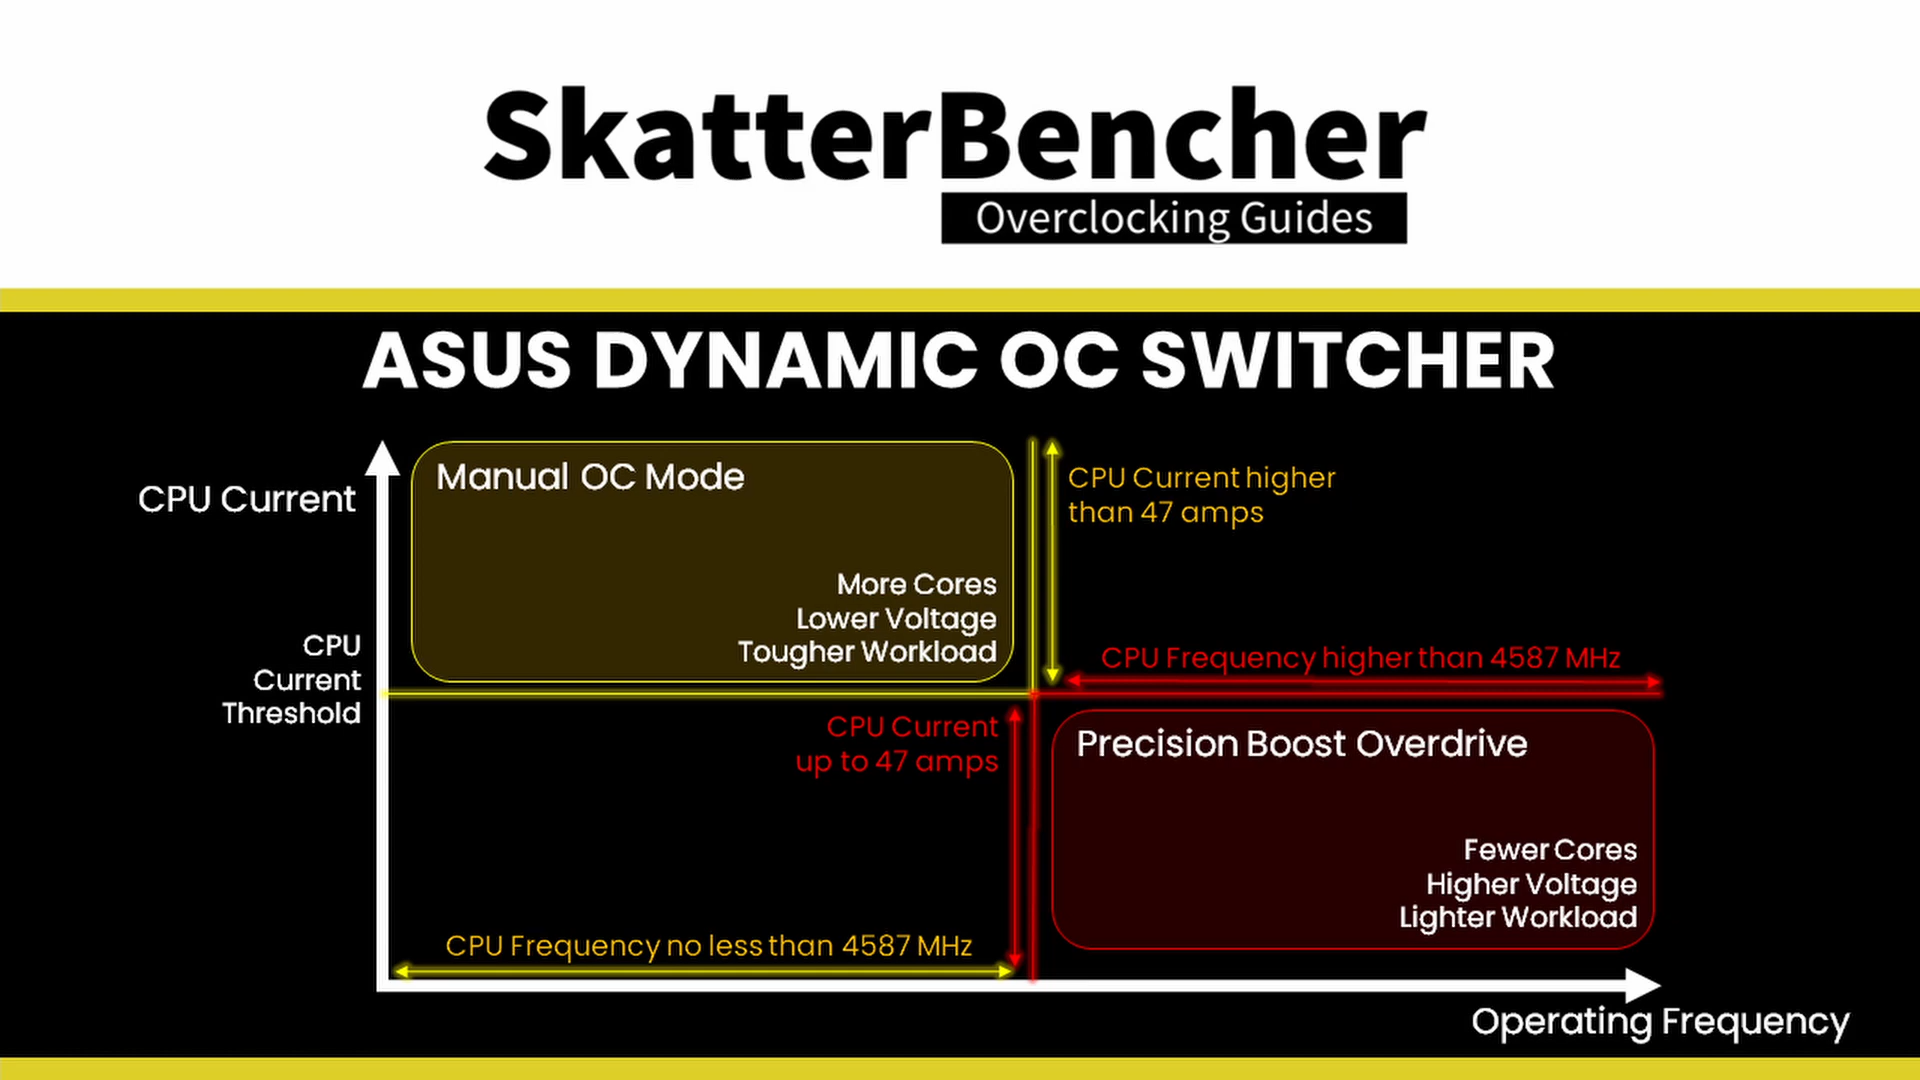 SkatterBencher
Overclocking Guides
ASUS DYNAMIC OC SWITCHER
CPU Current
Manual OC Mode
More Cores
Lower Voltage
Tougher Workload
CPU Current higher
than 47 amps
CPU
Current
Threshold
CPU Frequency higher than 4587 MHz
CPU Current
up to 47 amps
Precision Boost Overdrive
Fewer Cores
Higher Voltage
Lighter Workload
CPU Frequency no less than 4587 MHz
Operating Frequency